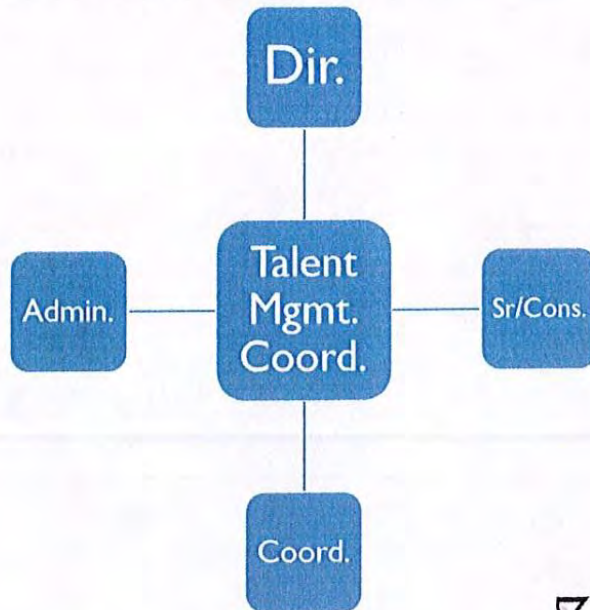 Dir.
Admin.
Talent
Mgmt.
Coord.
Sr/Cons.
Coord.